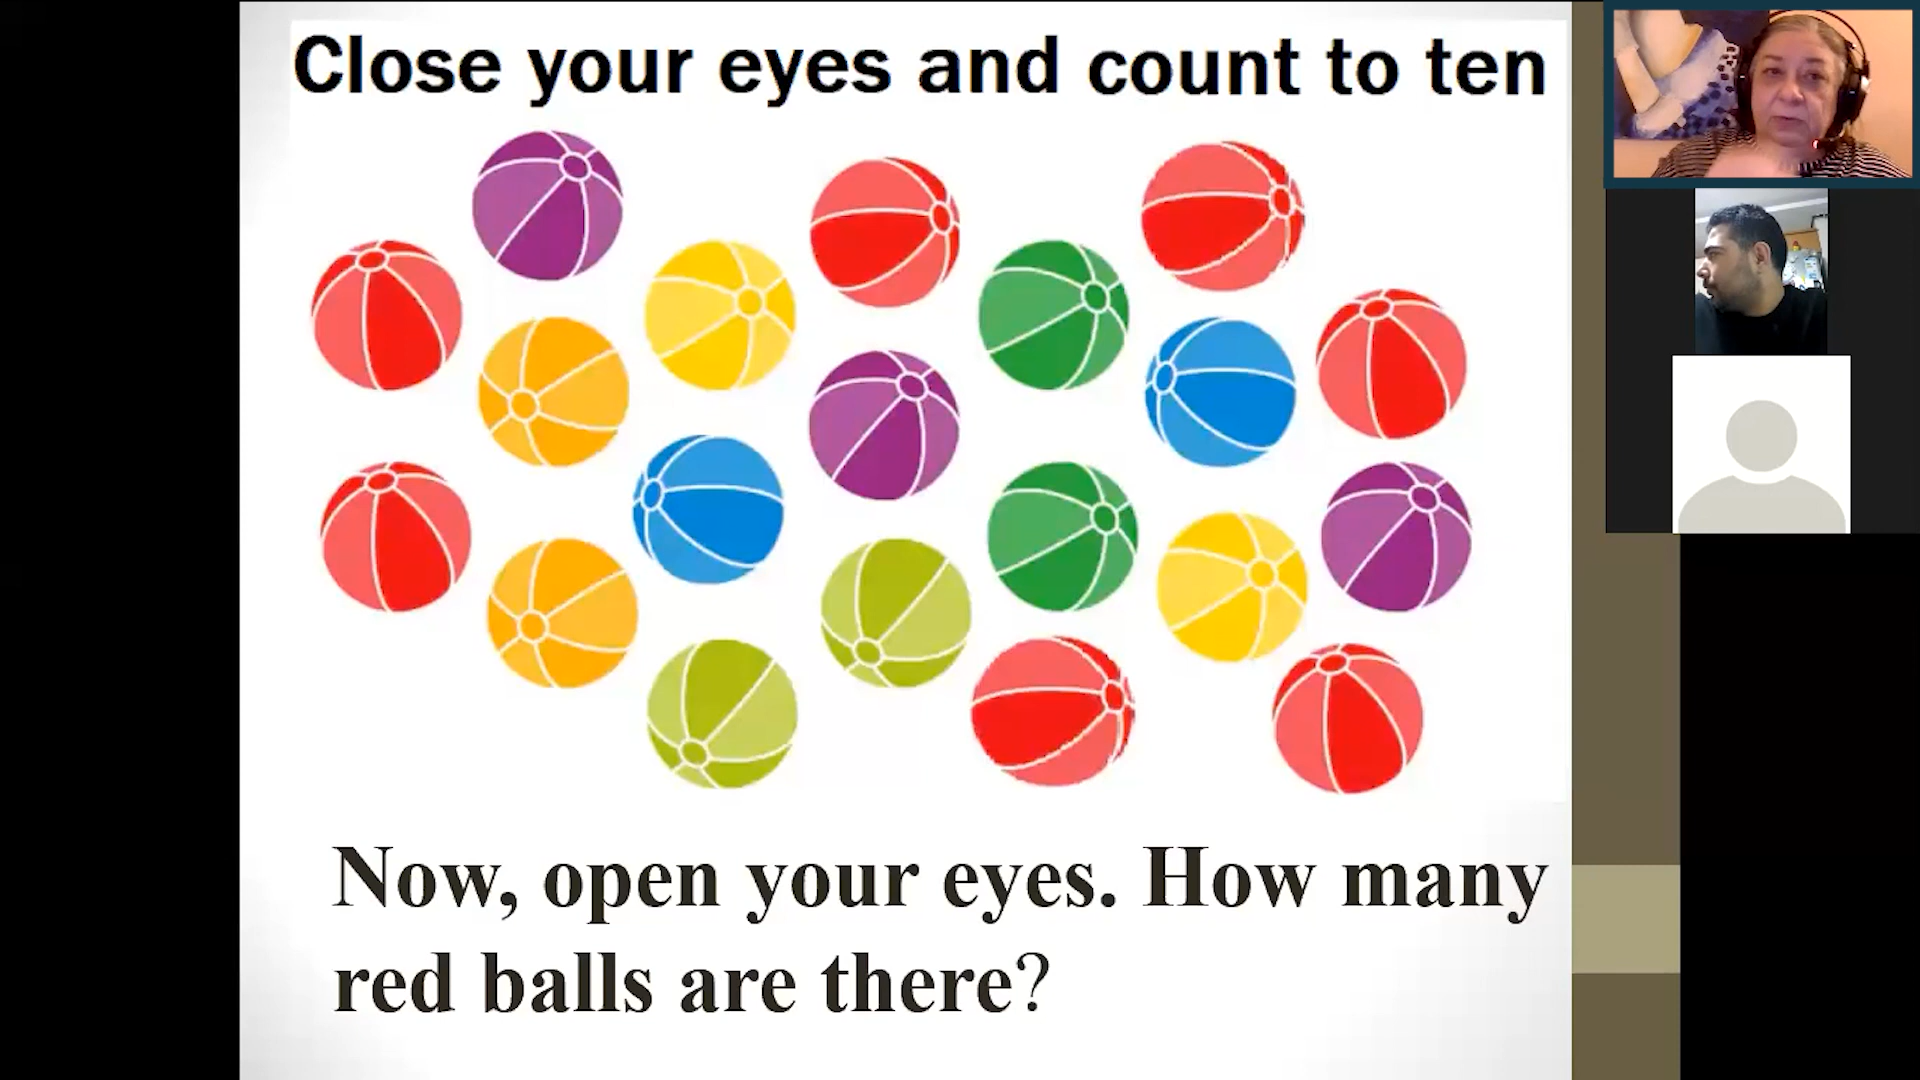 Close your eyes and count to ten
Now, open your eyes. How many
red balls are there?